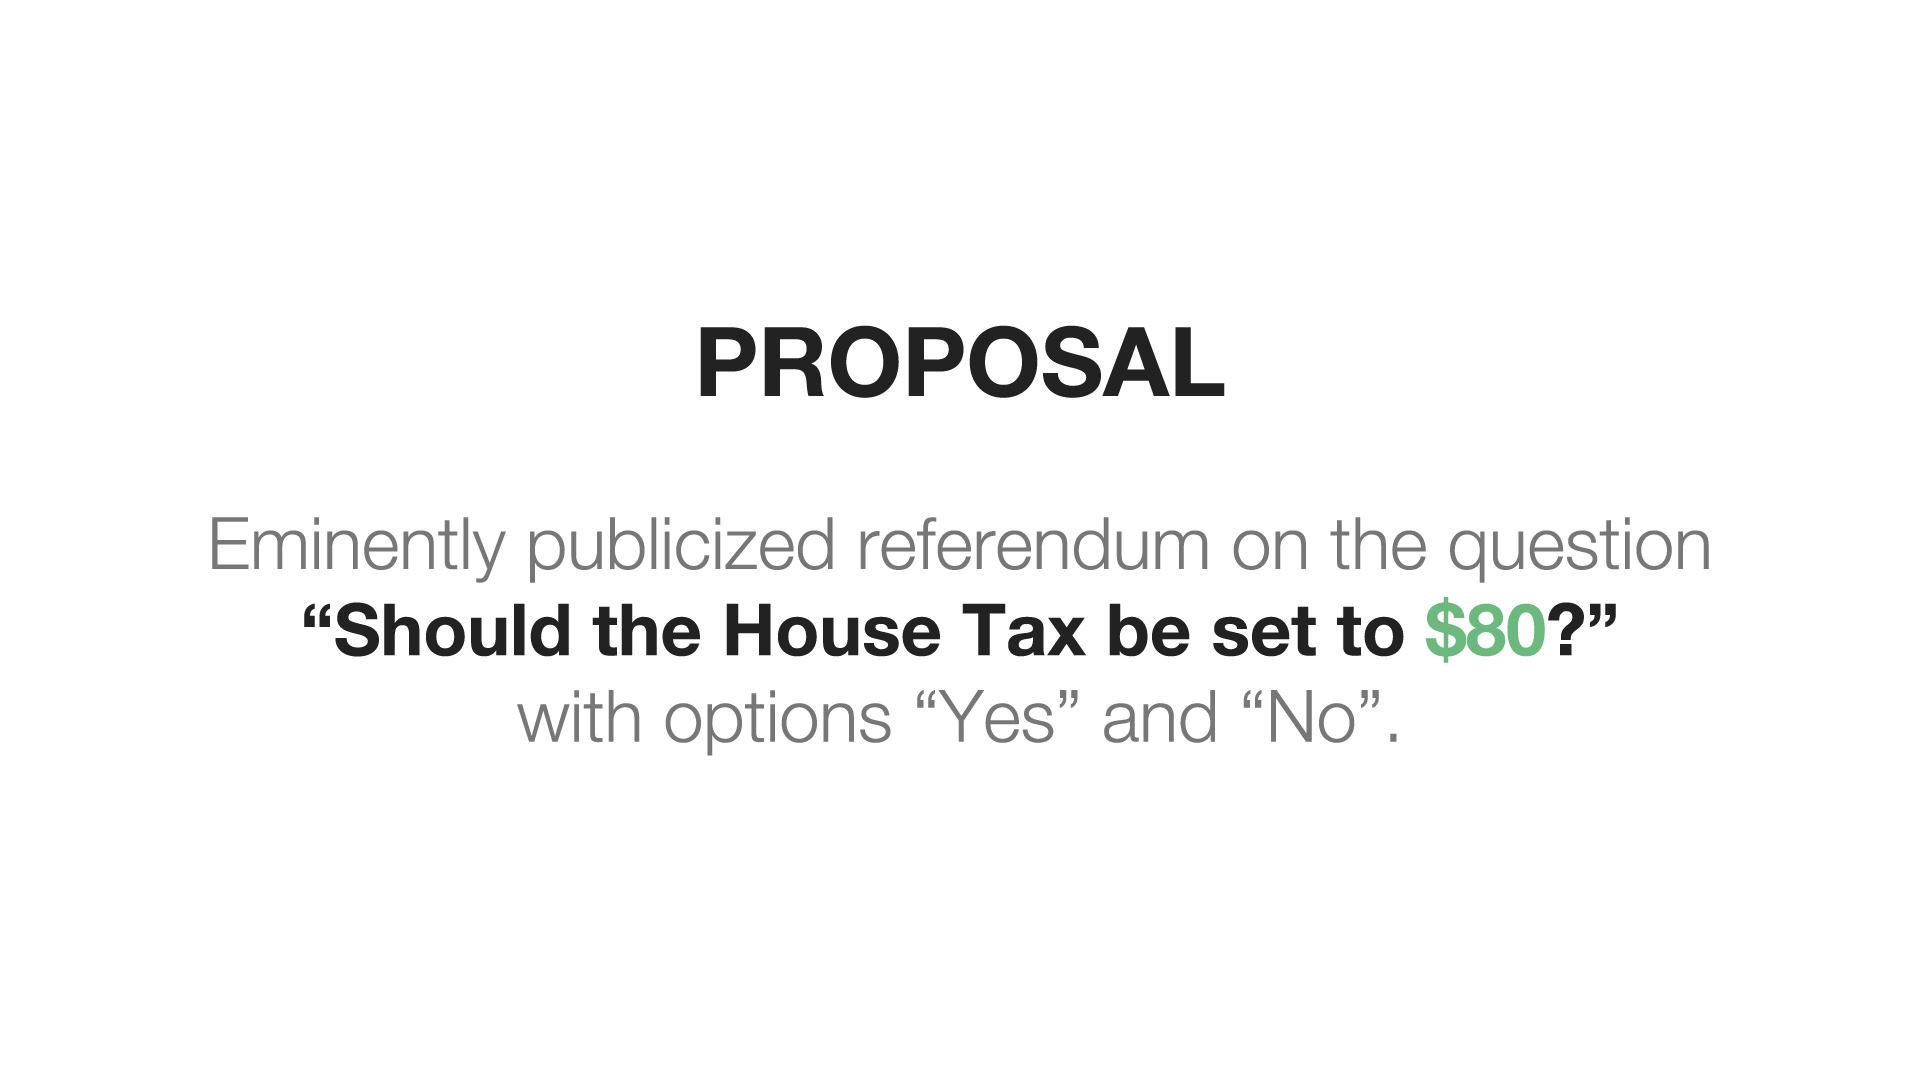 PROPOSAL
Eminently publicized referendum on the question
“Should the House Tax be set to $80?”
with options “Yes” and “No”.